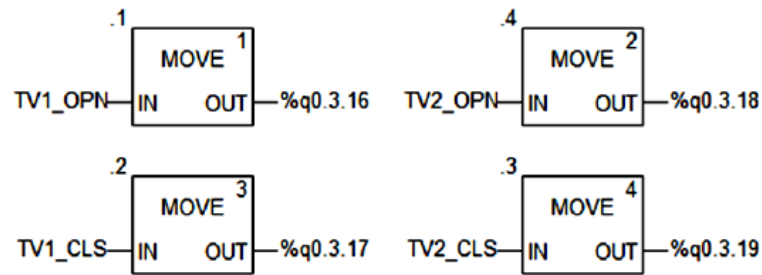 .1 .4
1 2
MOVE MOVE
TV1_OPN IN OUT %q0.3.16 TV2_OPN IN OUT %q0.3.18
.2 .3
3 4
MOVE MOVE
TV1_CLS IN OUT %q0.3.17 TV2_CLS IN OUT %q0.3.19